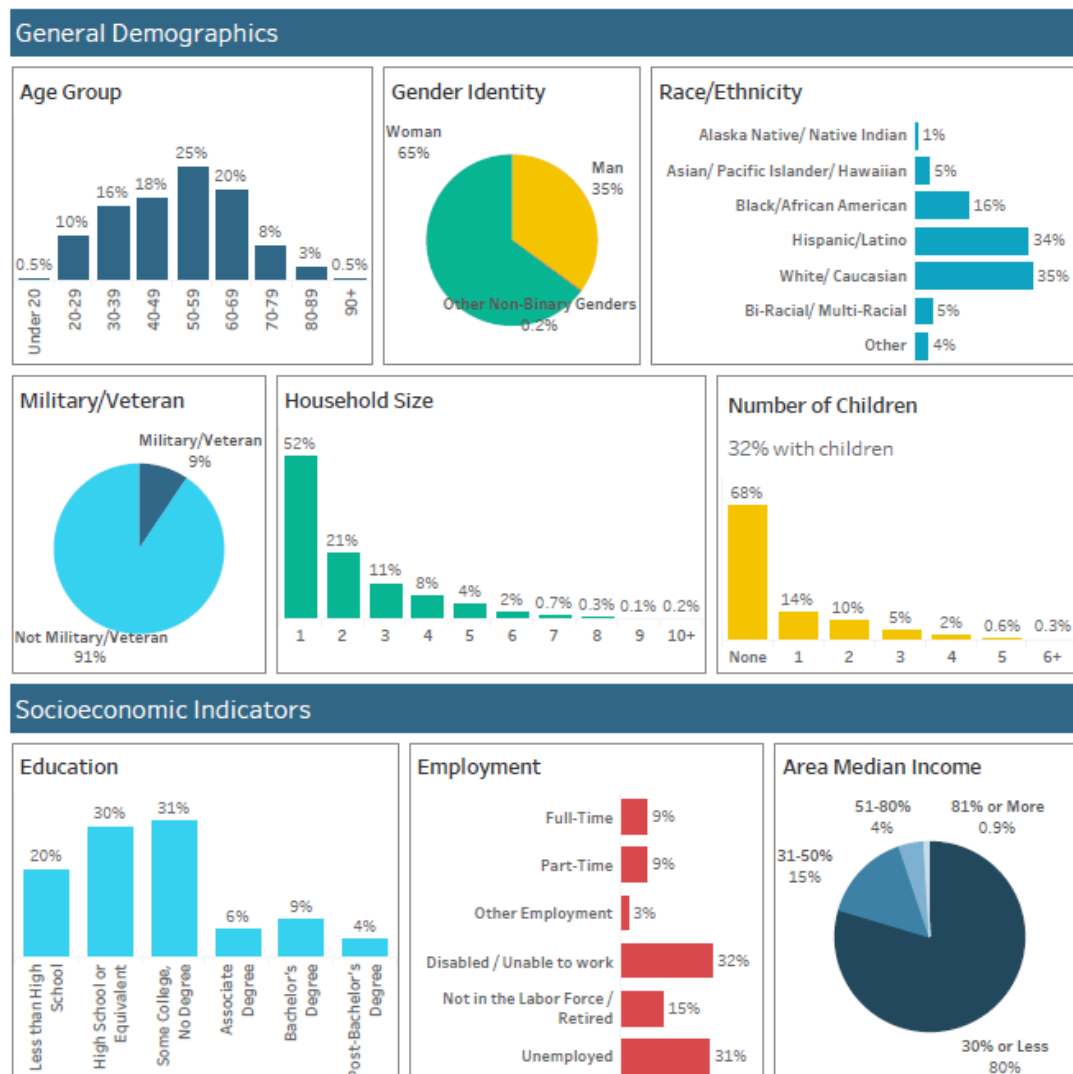 General Demographics
Age Group
25%
20%
18%
16%
10%
8%
3%
0.5%
0.5%
Under 20
20-29
30-39
40-49
50-59
60-69
70-79
80-89
90+
Gender Identity
Woman
65%
Man
35%
Other Non-Binary Genders
0.2%
Race/Ethnicity
Alaska Native/ Native Indian 1%
Asian/ Pacific Islander/ Hawaiian 5%
Black/African American 16%
Hispanic/Latino 34%
White/ Caucasian 35%
Bi-Racial/ Multi-Racial 5%
Other 4%
Military/Veteran
Military/Veteran
9%
Not Military/Veteran
91%
Household Size
52%
21%
11%
8%
4%
2%
0.7%
0.3%
0.1%
0.2%
1 2 3 4 5 6 7 8 9 10+
Number of Children
32% with children
68%
14%
10%
5%
2%
0.6%
0.3%
None 1 2 3 4 5 6+
Socioeconomic Indicators
Education
20%
30%
31%
6%
9%
4%
Less than High
School
High School or
Equivalent
Some College,
No Degree
Associate
Degree
Bachelor's
Degree
Post-Bachelor's
Degree
Employment
Full-Time 9%
Part-Time 9%
Other Employment 3%
Disabled / Unable to work 32%
Not in the Labor Force /
Retired 15%
Unemployed 31%
Area Median Income
51-80%
4%
81% or More
0.9%
31-50%
15%
30% or Less
80%